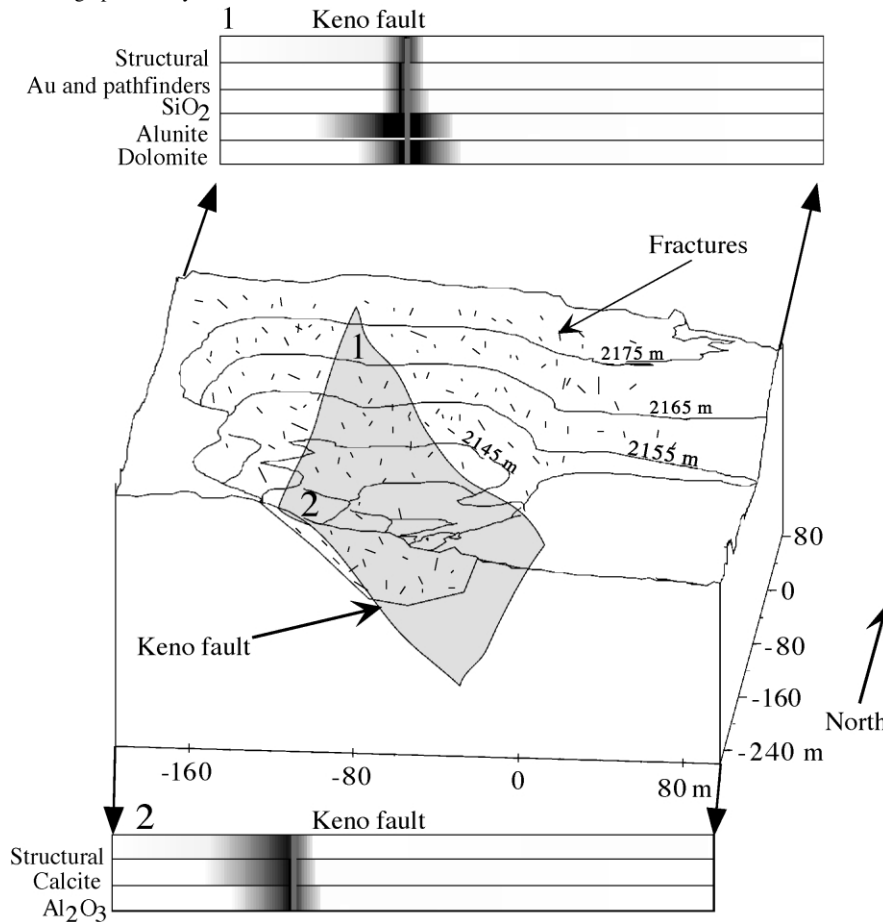 1 Keno fault
Structural
Au and pathfinders
SiO2
Alunite
Dolomite
Fractures
1
2175 m
2165 m
2155 m
2145 m
2
80
0
-80
-160
-240 m
Keno fault
North
-160 -80 0 80 m
2 Keno fault
Structural
Calcite
Al2O3